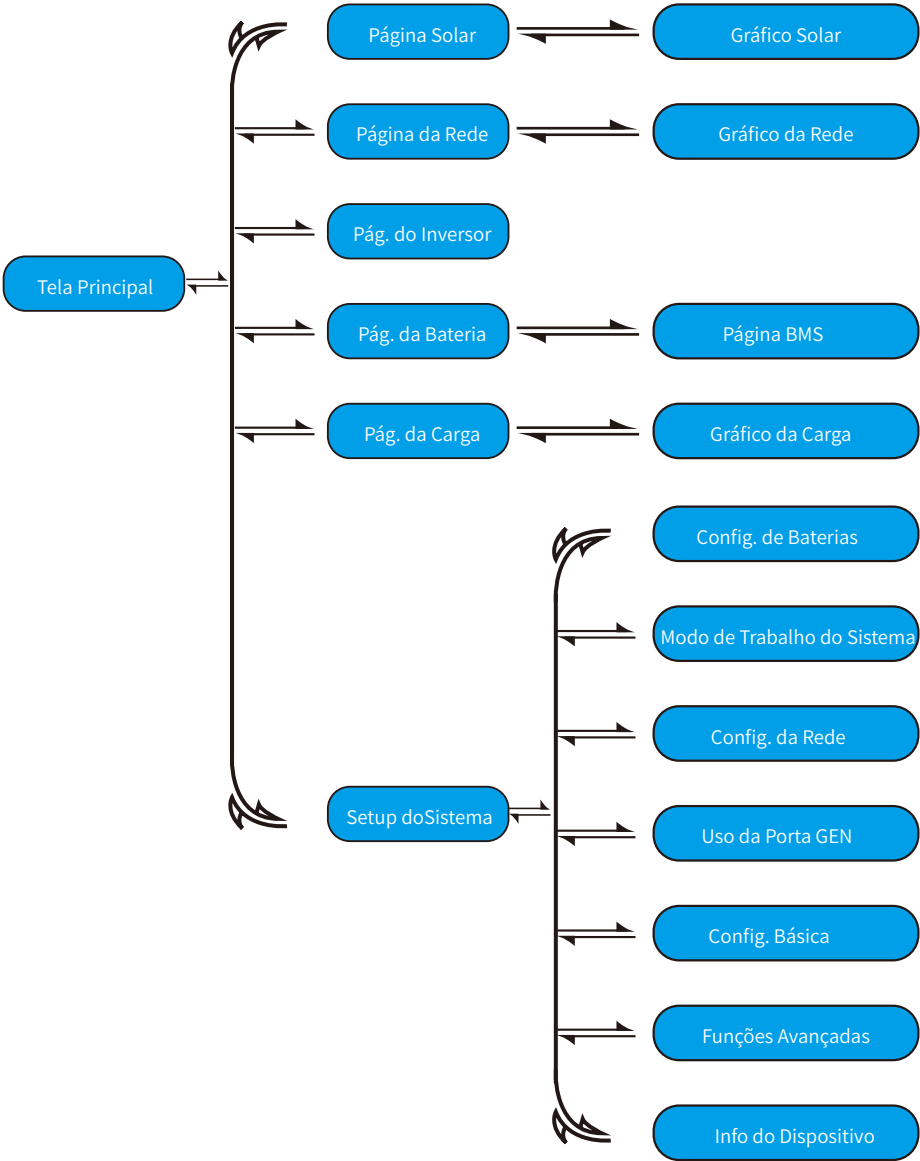 Página Solar
Gráfico Solar
Página da Rede
Gráfico da Rede
Pág. do Inversor
Tela Principal
Pág. da Bateria
Página BMS
Pág. da Carga
Gráfico da Carga
Config. de Baterias
Modo de Trabalho do Sistema
Config. da Rede
Setup doSistema
Uso da Porta GEN
Config. Básica
Funções Avançadas
Info do Dispositivo